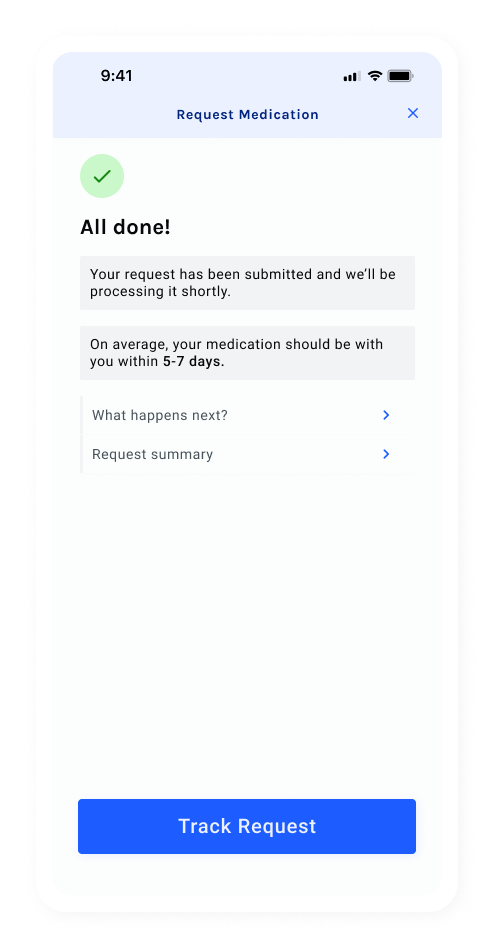 9:41
Request Medication
All done!
Your request has been submitted and we’ll be
processing it shortly.
On average, your medication should be with
you within 5-7 days.
What happens next?
Request summary
Track Request